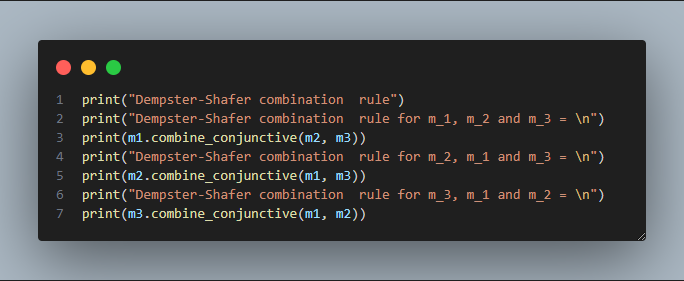 1 print("Dempster-Shafer combination  rule")
2 print("Dempster-Shafer combination  rule for m_1, m_2 and m_3 = \n")
3 print(m1.combine_conjunctive(m2, m3))
4 print("Dempster-Shafer combination  rule for m_2, m_1 and m_3 = \n")
5 print(m2.combine_conjunctive(m1, m3))
6 print("Dempster-Shafer combination  rule for m_3, m_1 and m_2 = \n")
7 print(m3.combine_conjunctive(m1, m2))